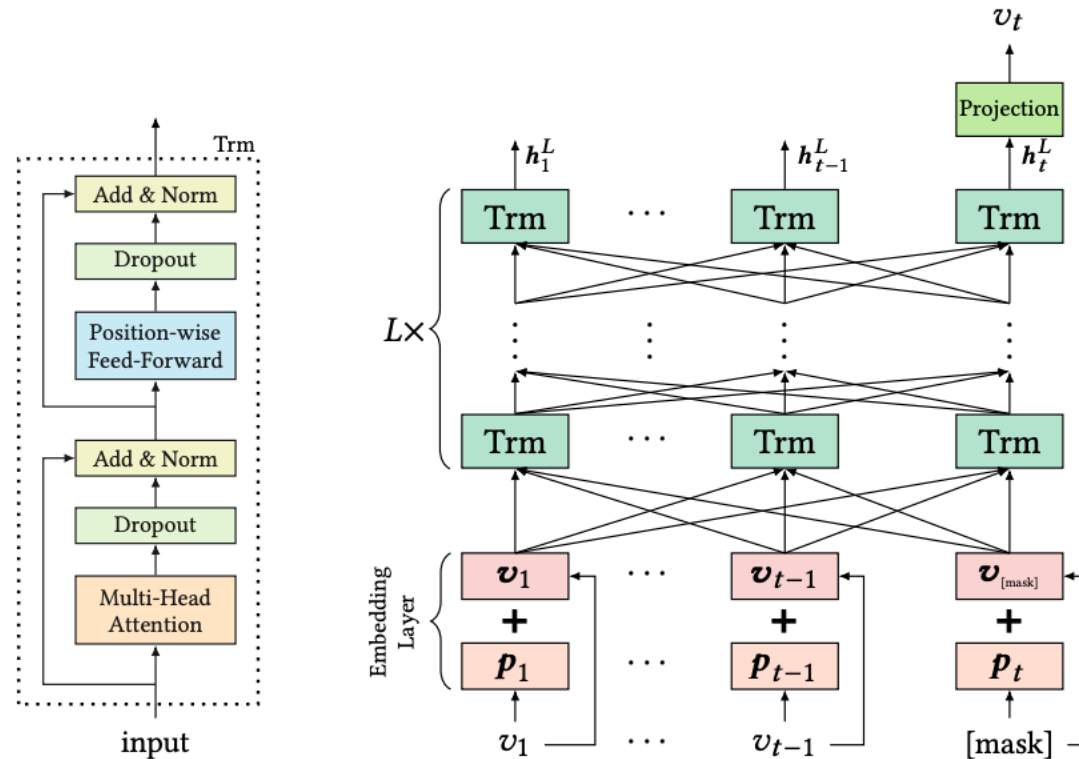 Trm
Add & Norm
Dropout
Position-wise
Feed-Forward
Add & Norm
Dropout
Multi-Head
Attention
input
v_t
Projection
h_1^L
h_{t-1}^L
h_t^L
Trm ··· Trm Trm
L×
Trm ··· Trm Trm
Embedding
Layer
v_1 ··· v_{t-1} v_{[mask]}
+ + +
p_1 ··· p_{t-1} p_t
v_1 ··· v_{t-1} [mask]